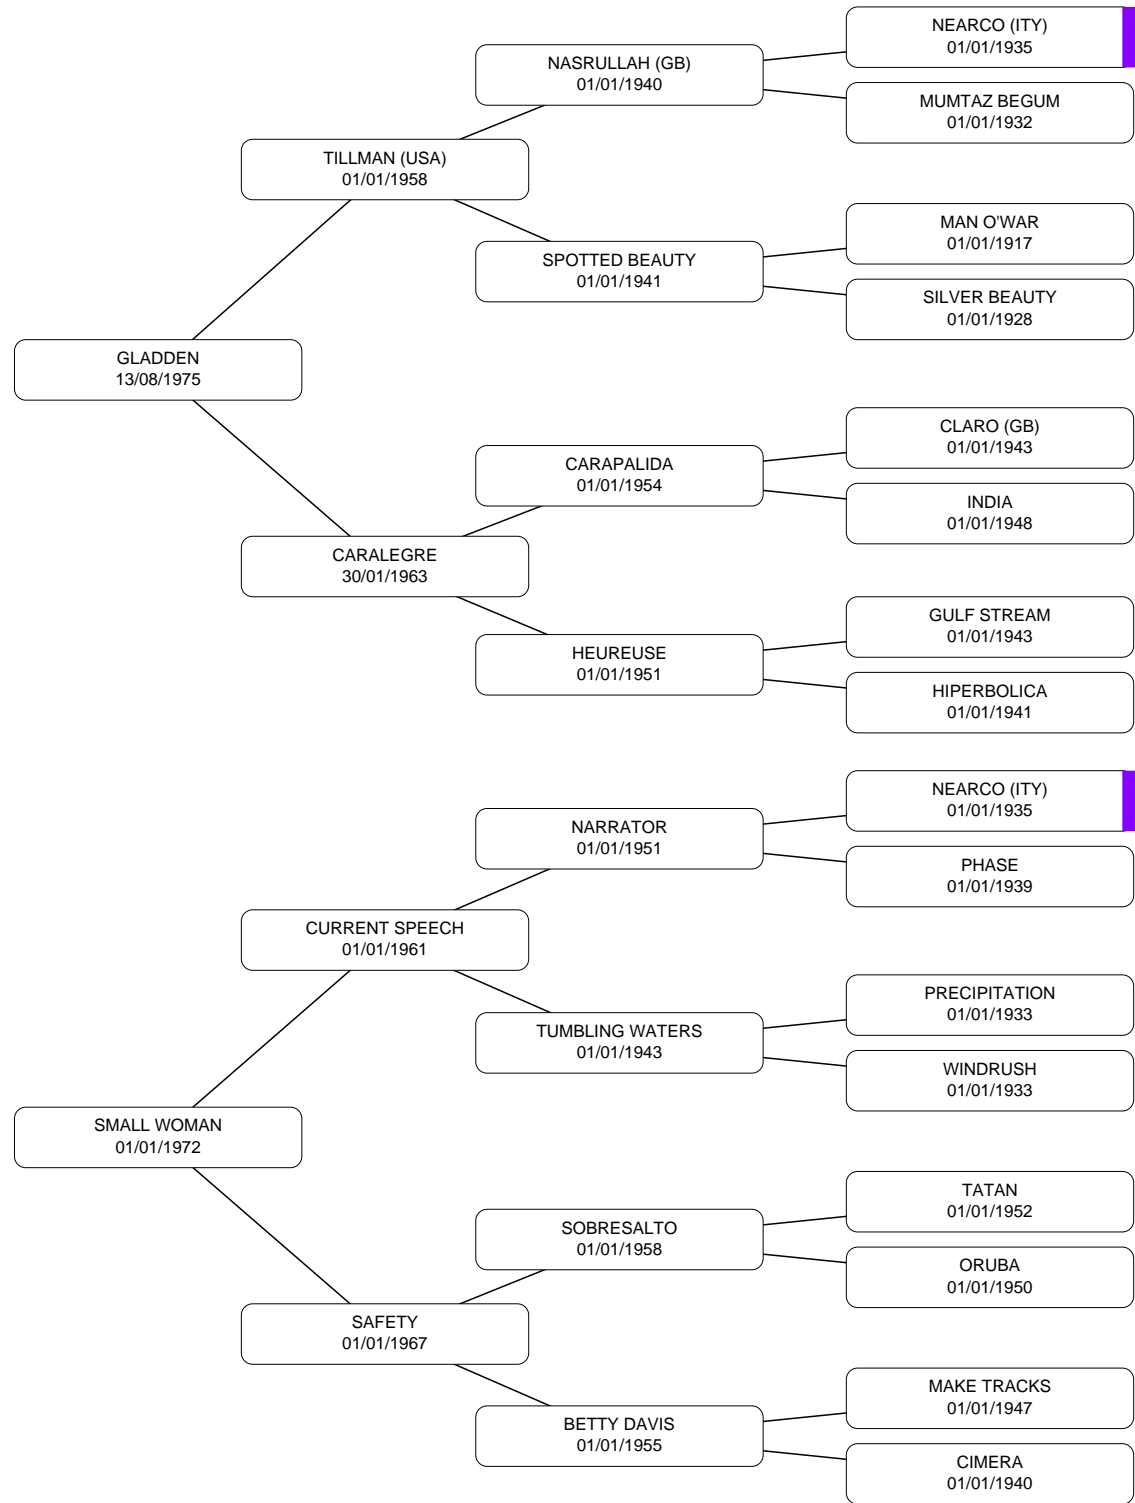 NEARCO (ITY)
01/01/1935
NASRULLAH (GB)
01/01/1940
MUMTAZ BEGUM
01/01/1932
TILLMAN (USA)
01/01/1958
MAN O'WAR
01/01/1917
SPOTTED BEAUTY
01/01/1941
SILVER BEAUTY
01/01/1928
GLADDEN
13/08/1975
CLARO (GB)
01/01/1943
CARAPALIDA
01/01/1954
INDIA
01/01/1948
CARALEGRE
30/01/1963
GULF STREAM
01/01/1943
HEUREUSE
01/01/1951
HIPERBOLICA
01/01/1941
NEARCO (ITY)
01/01/1935
NARRATOR
01/01/1951
PHASE
01/01/1939
CURRENT SPEECH
01/01/1961
PRECIPITATION
01/01/1933
TUMBLING WATERS
01/01/1943
WINDRUSH
01/01/1933
SMALL WOMAN
01/01/1972
TATAN
01/01/1952
SOBRESALTO
01/01/1958
ORUBA
01/01/1950
SAFETY
01/01/1967
MAKE TRACKS
01/01/1947
BETTY DAVIS
01/01/1955
CIMERA
01/01/1940